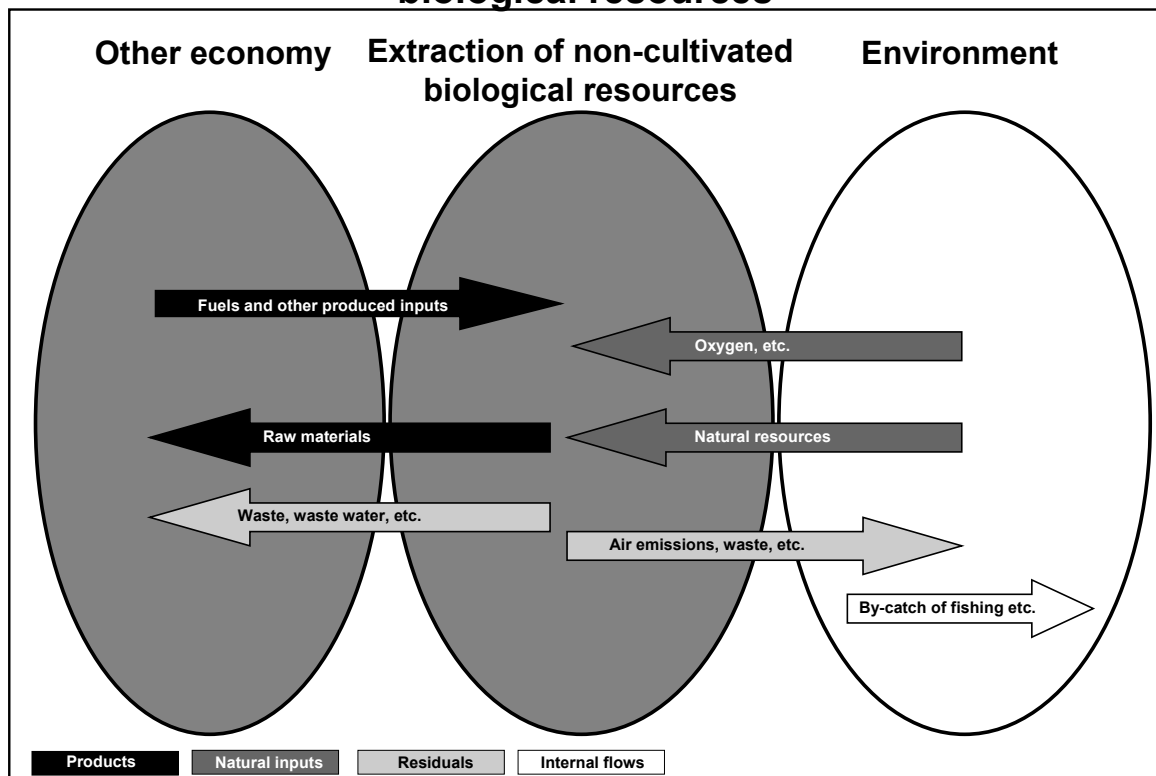 biological resources
Other economy
Extraction of non-cultivated
biological resources
Environment
Fuels and other produced inputs
Oxygen, etc.
Raw materials
Natural resources
Waste, waste water, etc.
Air emissions, waste, etc.
By-catch of fishing etc.
Products
Natural inputs
Residuals
Internal flows